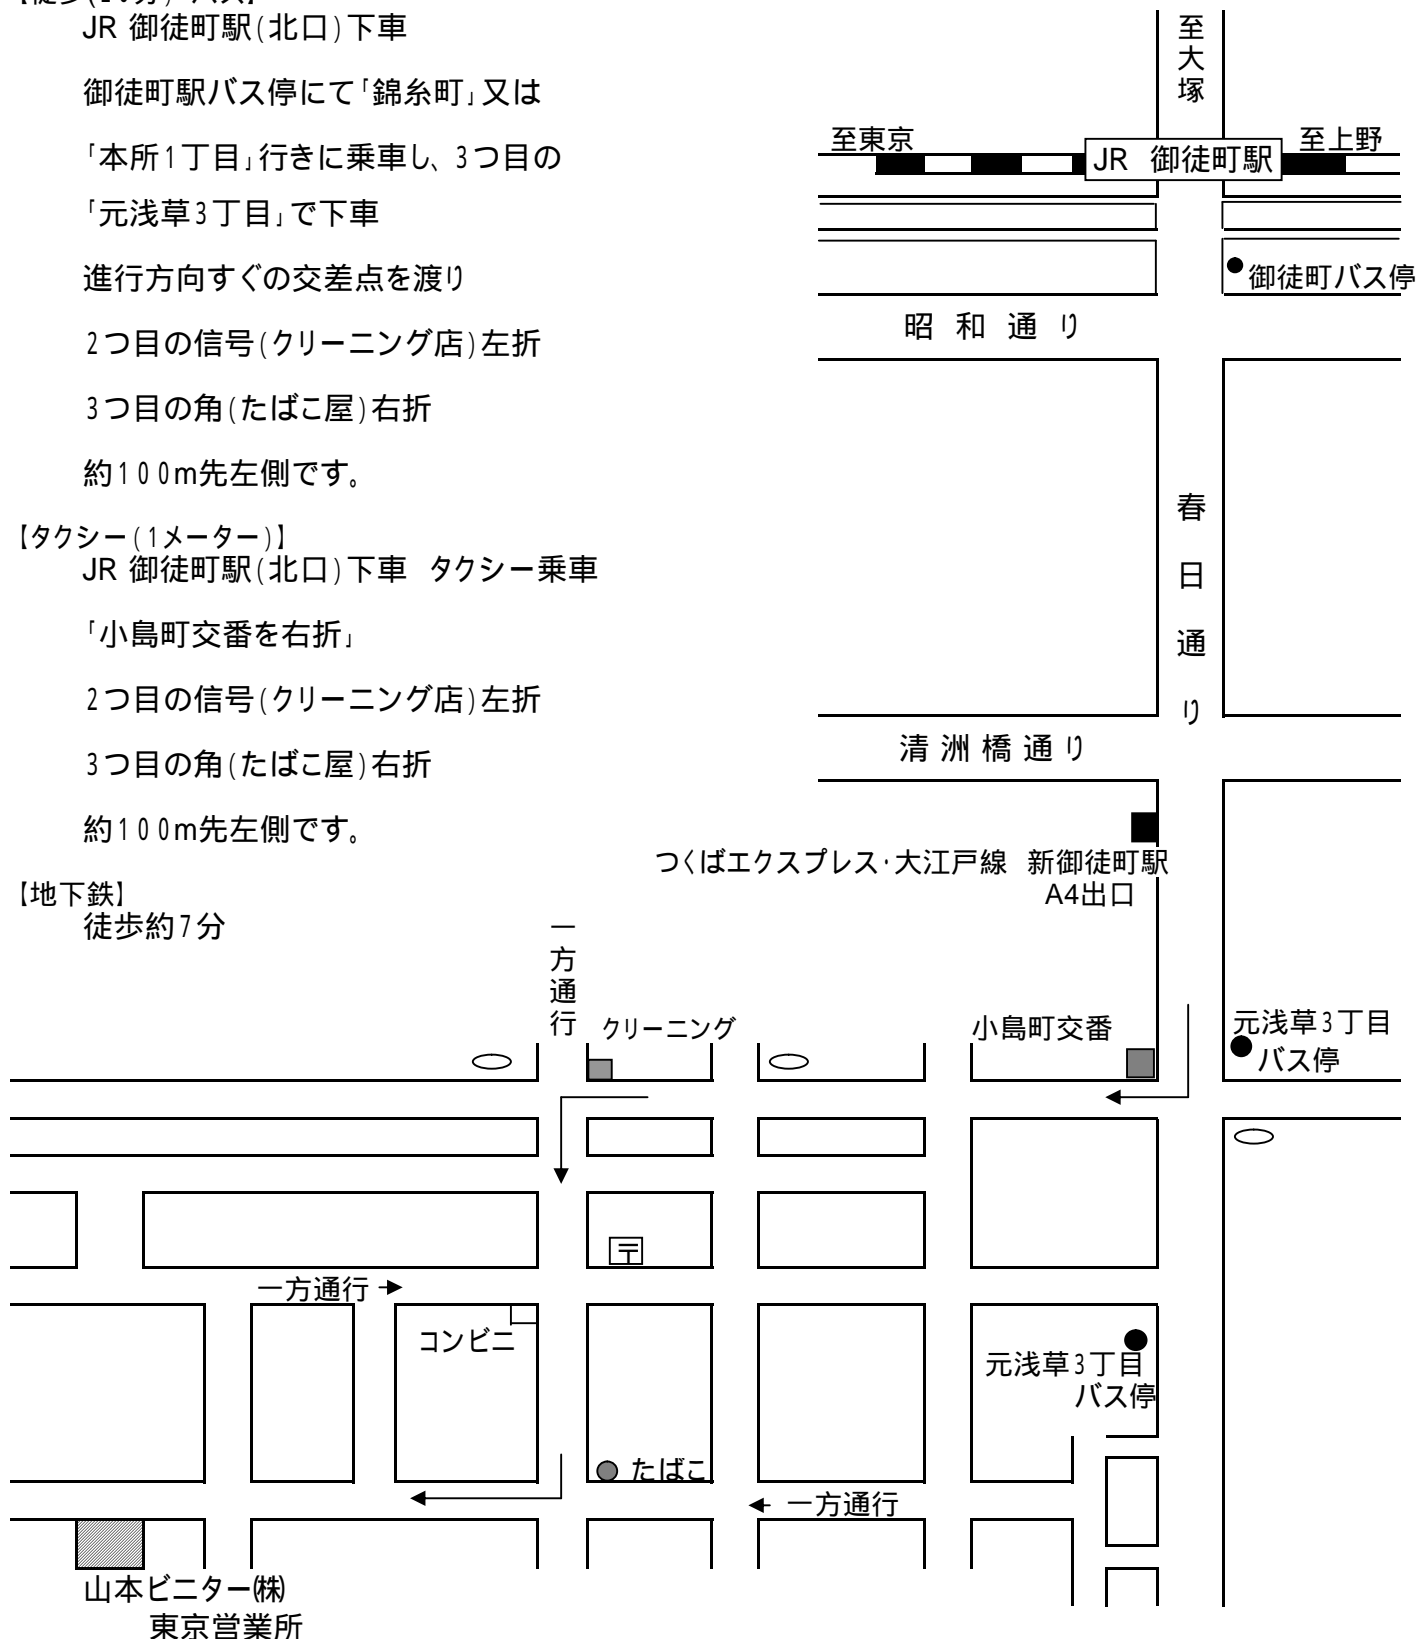 JR 御徒町駅(北口)下車
御徒町駅バス停にて「錦糸町」又は
「本所1丁目」行きに乗車し、3つ目の
「元浅草3丁目」で下車
進行方向すぐの交差点を渡り
2つ目の信号(クリーニング店)左折
3つ目の角(たばこ屋)右折
約100m先左側です。
【タクシー(1メーター)】
JR 御徒町駅(北口)下車 タクシー乗車
「小島町交番を右折」
2つ目の信号(クリーニング店)左折
3つ目の角(たばこ屋)右折
約100m先左側です。
【地下鉄】
徒歩約7分
至大塚
至東京
JR 御徒町駅
至上野
御徒町バス停
昭和通り
春日通り
清洲橋通り
つくばエクスプレス・大江戸線 新御徒町駅
A4出口
一方通行
クリーニング
小島町交番
元浅草3丁目
バス停
〒
一方通行
コンビニ
元浅草3丁目
バス停
たばこ
一方通行
山本ビニター㈱
東京営業所